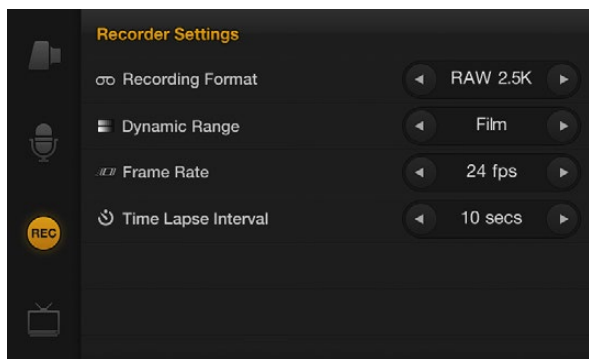 Recorder Settings
Recording Format RAW 2.5K
Dynamic Range Film
Frame Rate 24 fps
Time Lapse Interval 10 secs
REC